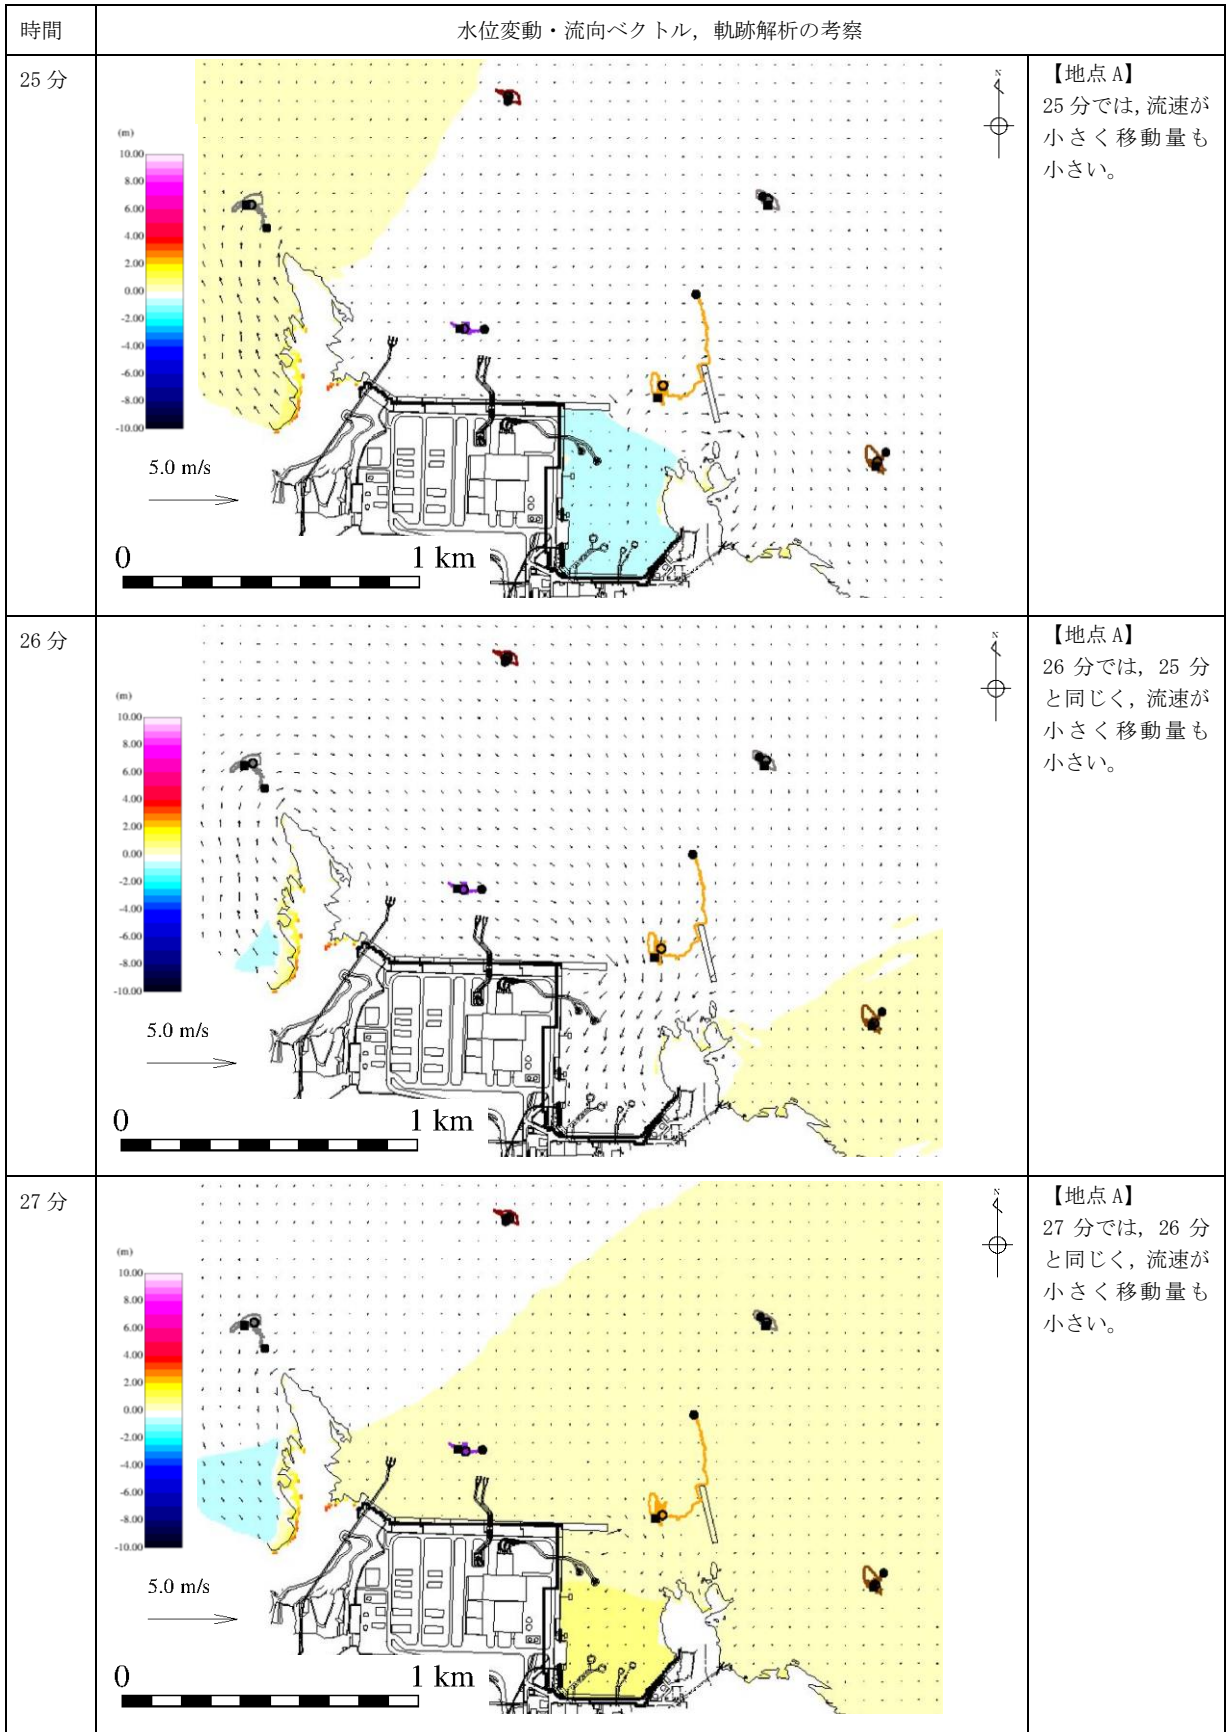 時間
水位変動・流向ベクトル，軌跡解析の考察
25 分
N
(m)
10.00
8.00
6.00
4.00
2.00
0.00
-2.00
-4.00
-6.00
-8.00
-10.00
5.0 m/s
0
1 km
【地点 A】
25 分では，流速が
小さく移動量も
小さい。
26 分
N
(m)
10.00
8.00
6.00
4.00
2.00
0.00
-2.00
-4.00
-6.00
-8.00
-10.00
5.0 m/s
0
1 km
【地点 A】
26 分では，25 分
と同じく，流速が
小さく移動量も
小さい。
27 分
N
(m)
10.00
8.00
6.00
4.00
2.00
0.00
-2.00
-4.00
-6.00
-8.00
-10.00
5.0 m/s
0
1 km
【地点 A】
27 分では，26 分
と同じく，流速が
小さく移動量も
小さい。